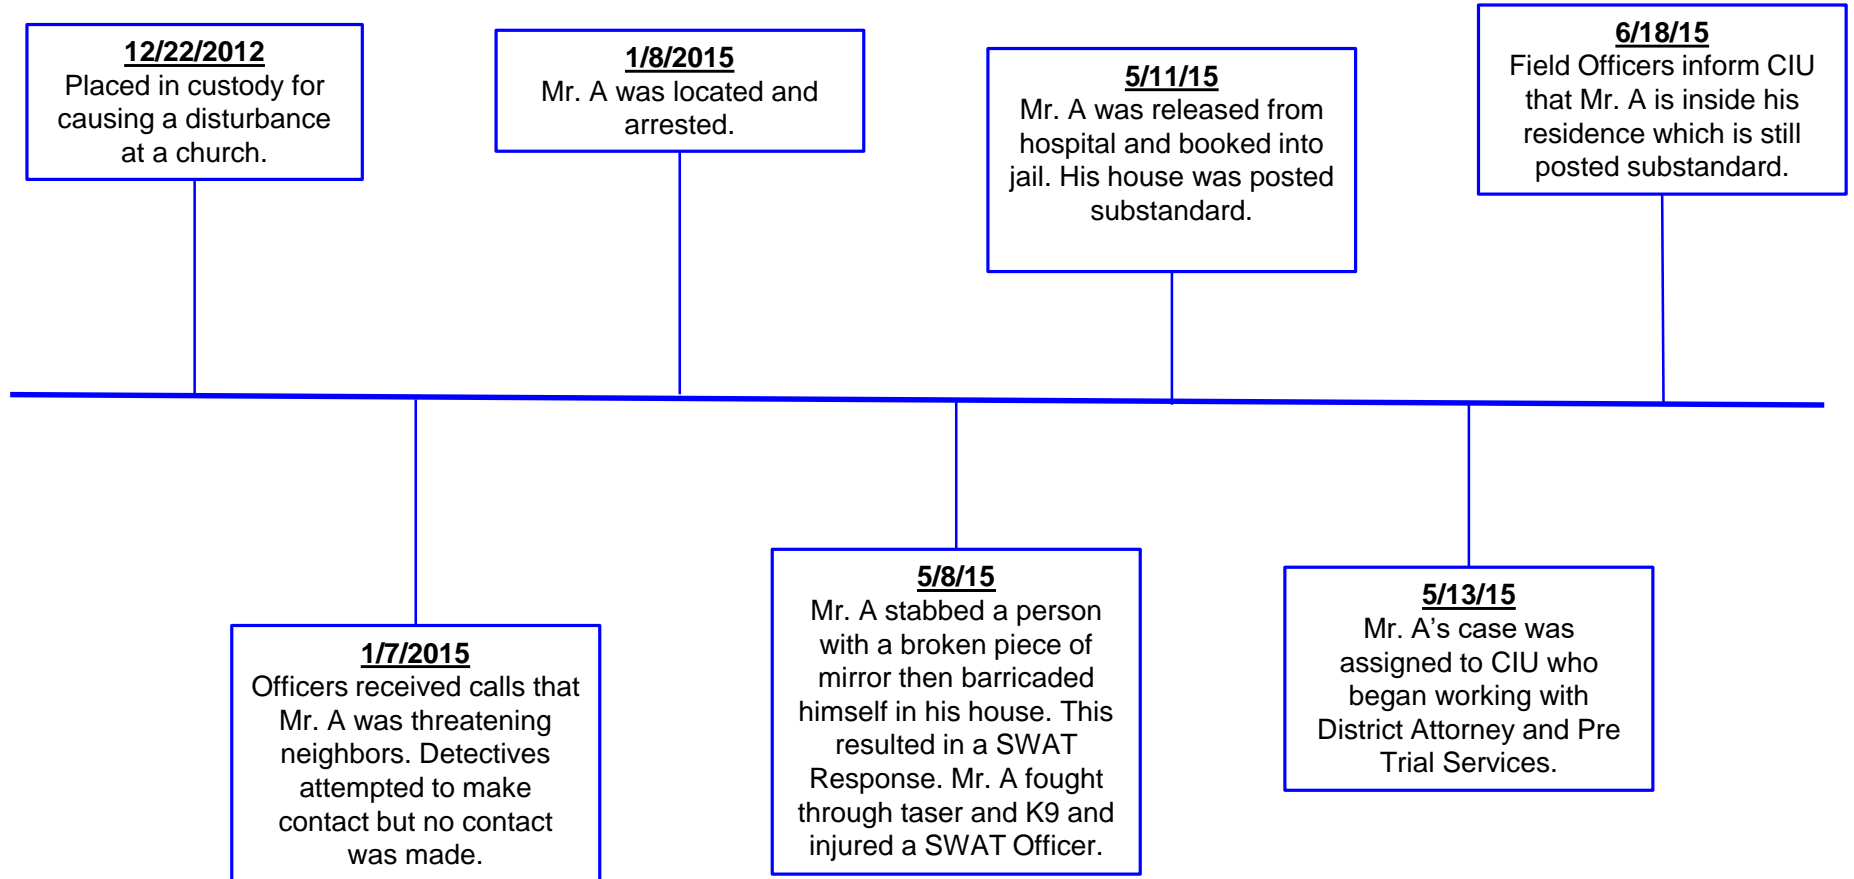 12/22/2012
Placed in custody for
causing a disturbance
at a church.
1/7/2015
Officers received calls that
Mr. A was threatening
neighbors. Detectives
attempted to make
contact but no contact
was made.
1/8/2015
Mr. A was located and
arrested.
5/8/15
Mr. A stabbed a person
with a broken piece of
mirror then barricaded
himself in his house. This
resulted in a SWAT
Response. Mr. A fought
through taser and K9 and
injured a SWAT Officer.
5/11/15
Mr. A was released from
hospital and booked into
jail. His house was posted
substandard.
5/13/15
Mr. A’s case was
assigned to CIU who
began working with
District Attorney and Pre
Trial Services.
6/18/15
Field Officers inform CIU
that Mr. A is inside his
residence which is still
posted substandard.